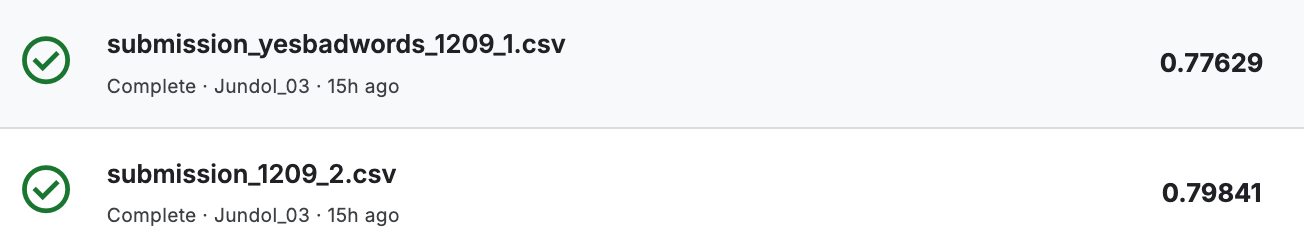 submission_yesbadwords_1209_1.csv
0.77629
Complete · Jundol_03 · 15h ago
submission_1209_2.csv
0.79841
Complete · Jundol_03 · 15h ago